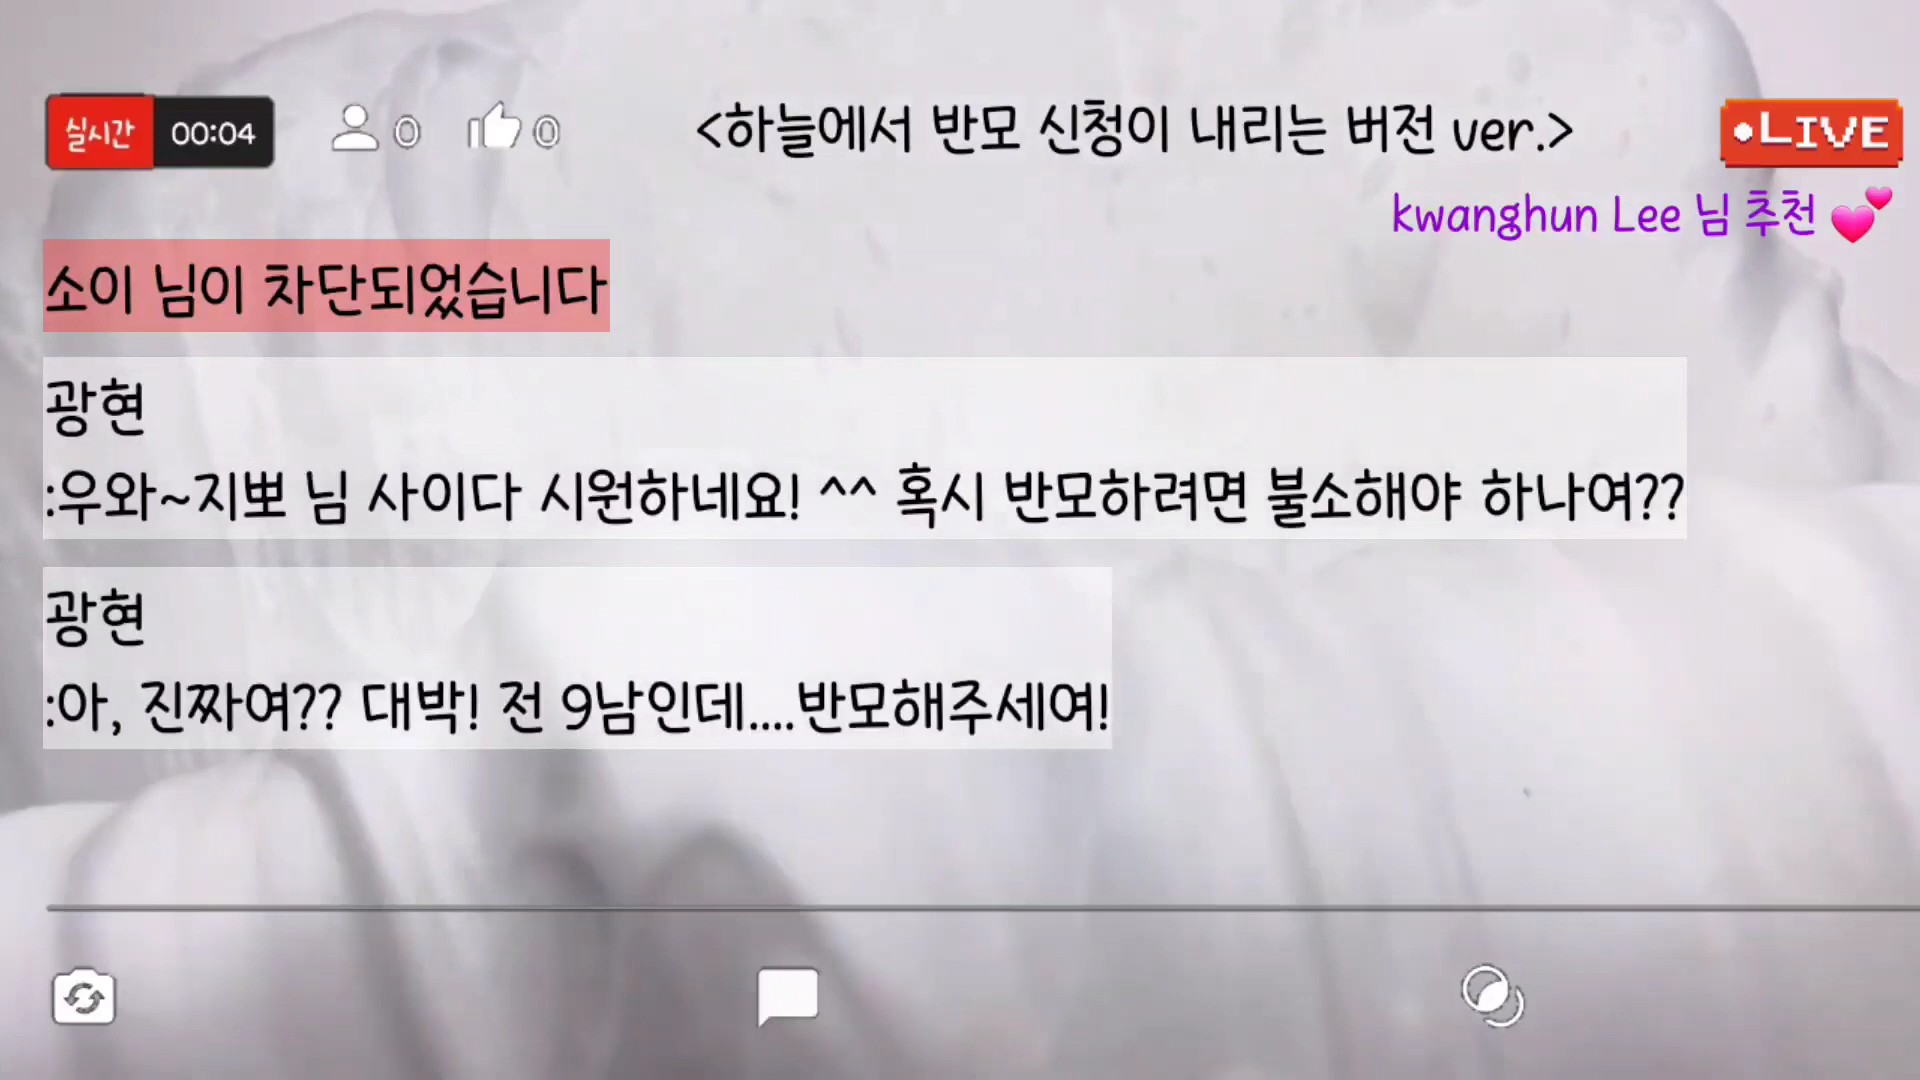 실시간 00:04 0 0 <하늘에서 반모 신청이 내리는 버전 ver.> LIVE
kwanghun Lee 님 추천
소이 님이 차단되었습니다
광현
:우와~지뽀 님 사이다 시원하네요! ^^ 혹시 반모하려면 불소해야 하나여??
광현
:아, 진짜여?? 대박! 전 9남인데....반모해주세여!